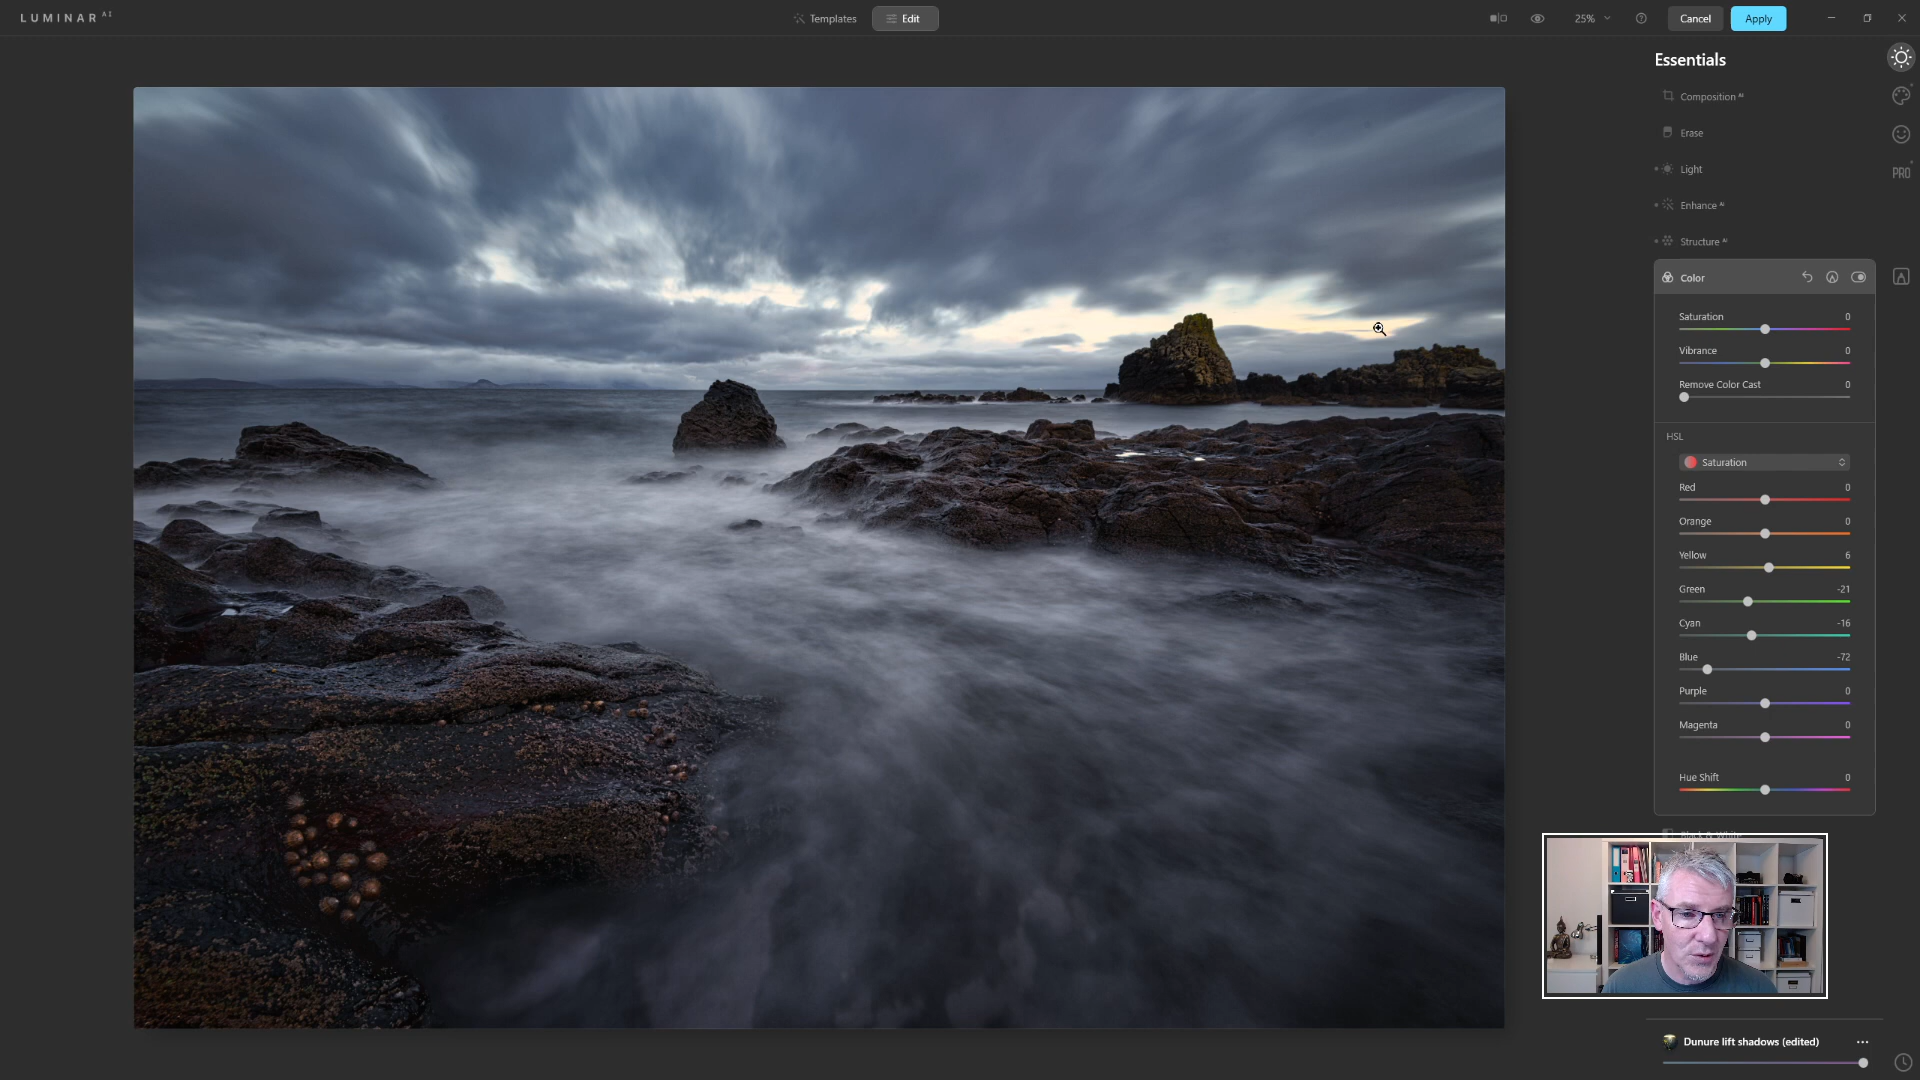 LUMINAR AI
Templates
Edit
25%
Cancel
Apply
Essentials
Composition AI
Erase
Light
PRO
Enhance AI
Structure AI
Color
Saturation 0
Vibrance 0
Remove Color Cast 0
HSL
Saturation
Red 0
Orange 0
Yellow 6
Green -21
Cyan -16
Blue -72
Purple 0
Magenta 0
Hue Shift 0
Black & White
Dunure lift shadows (edited)